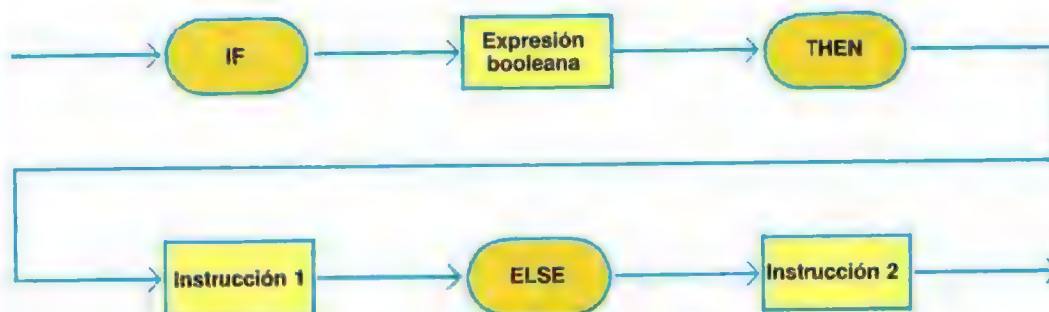 IF
Expresión
booleana
THEN
Instrucción 1
ELSE
Instrucción 2